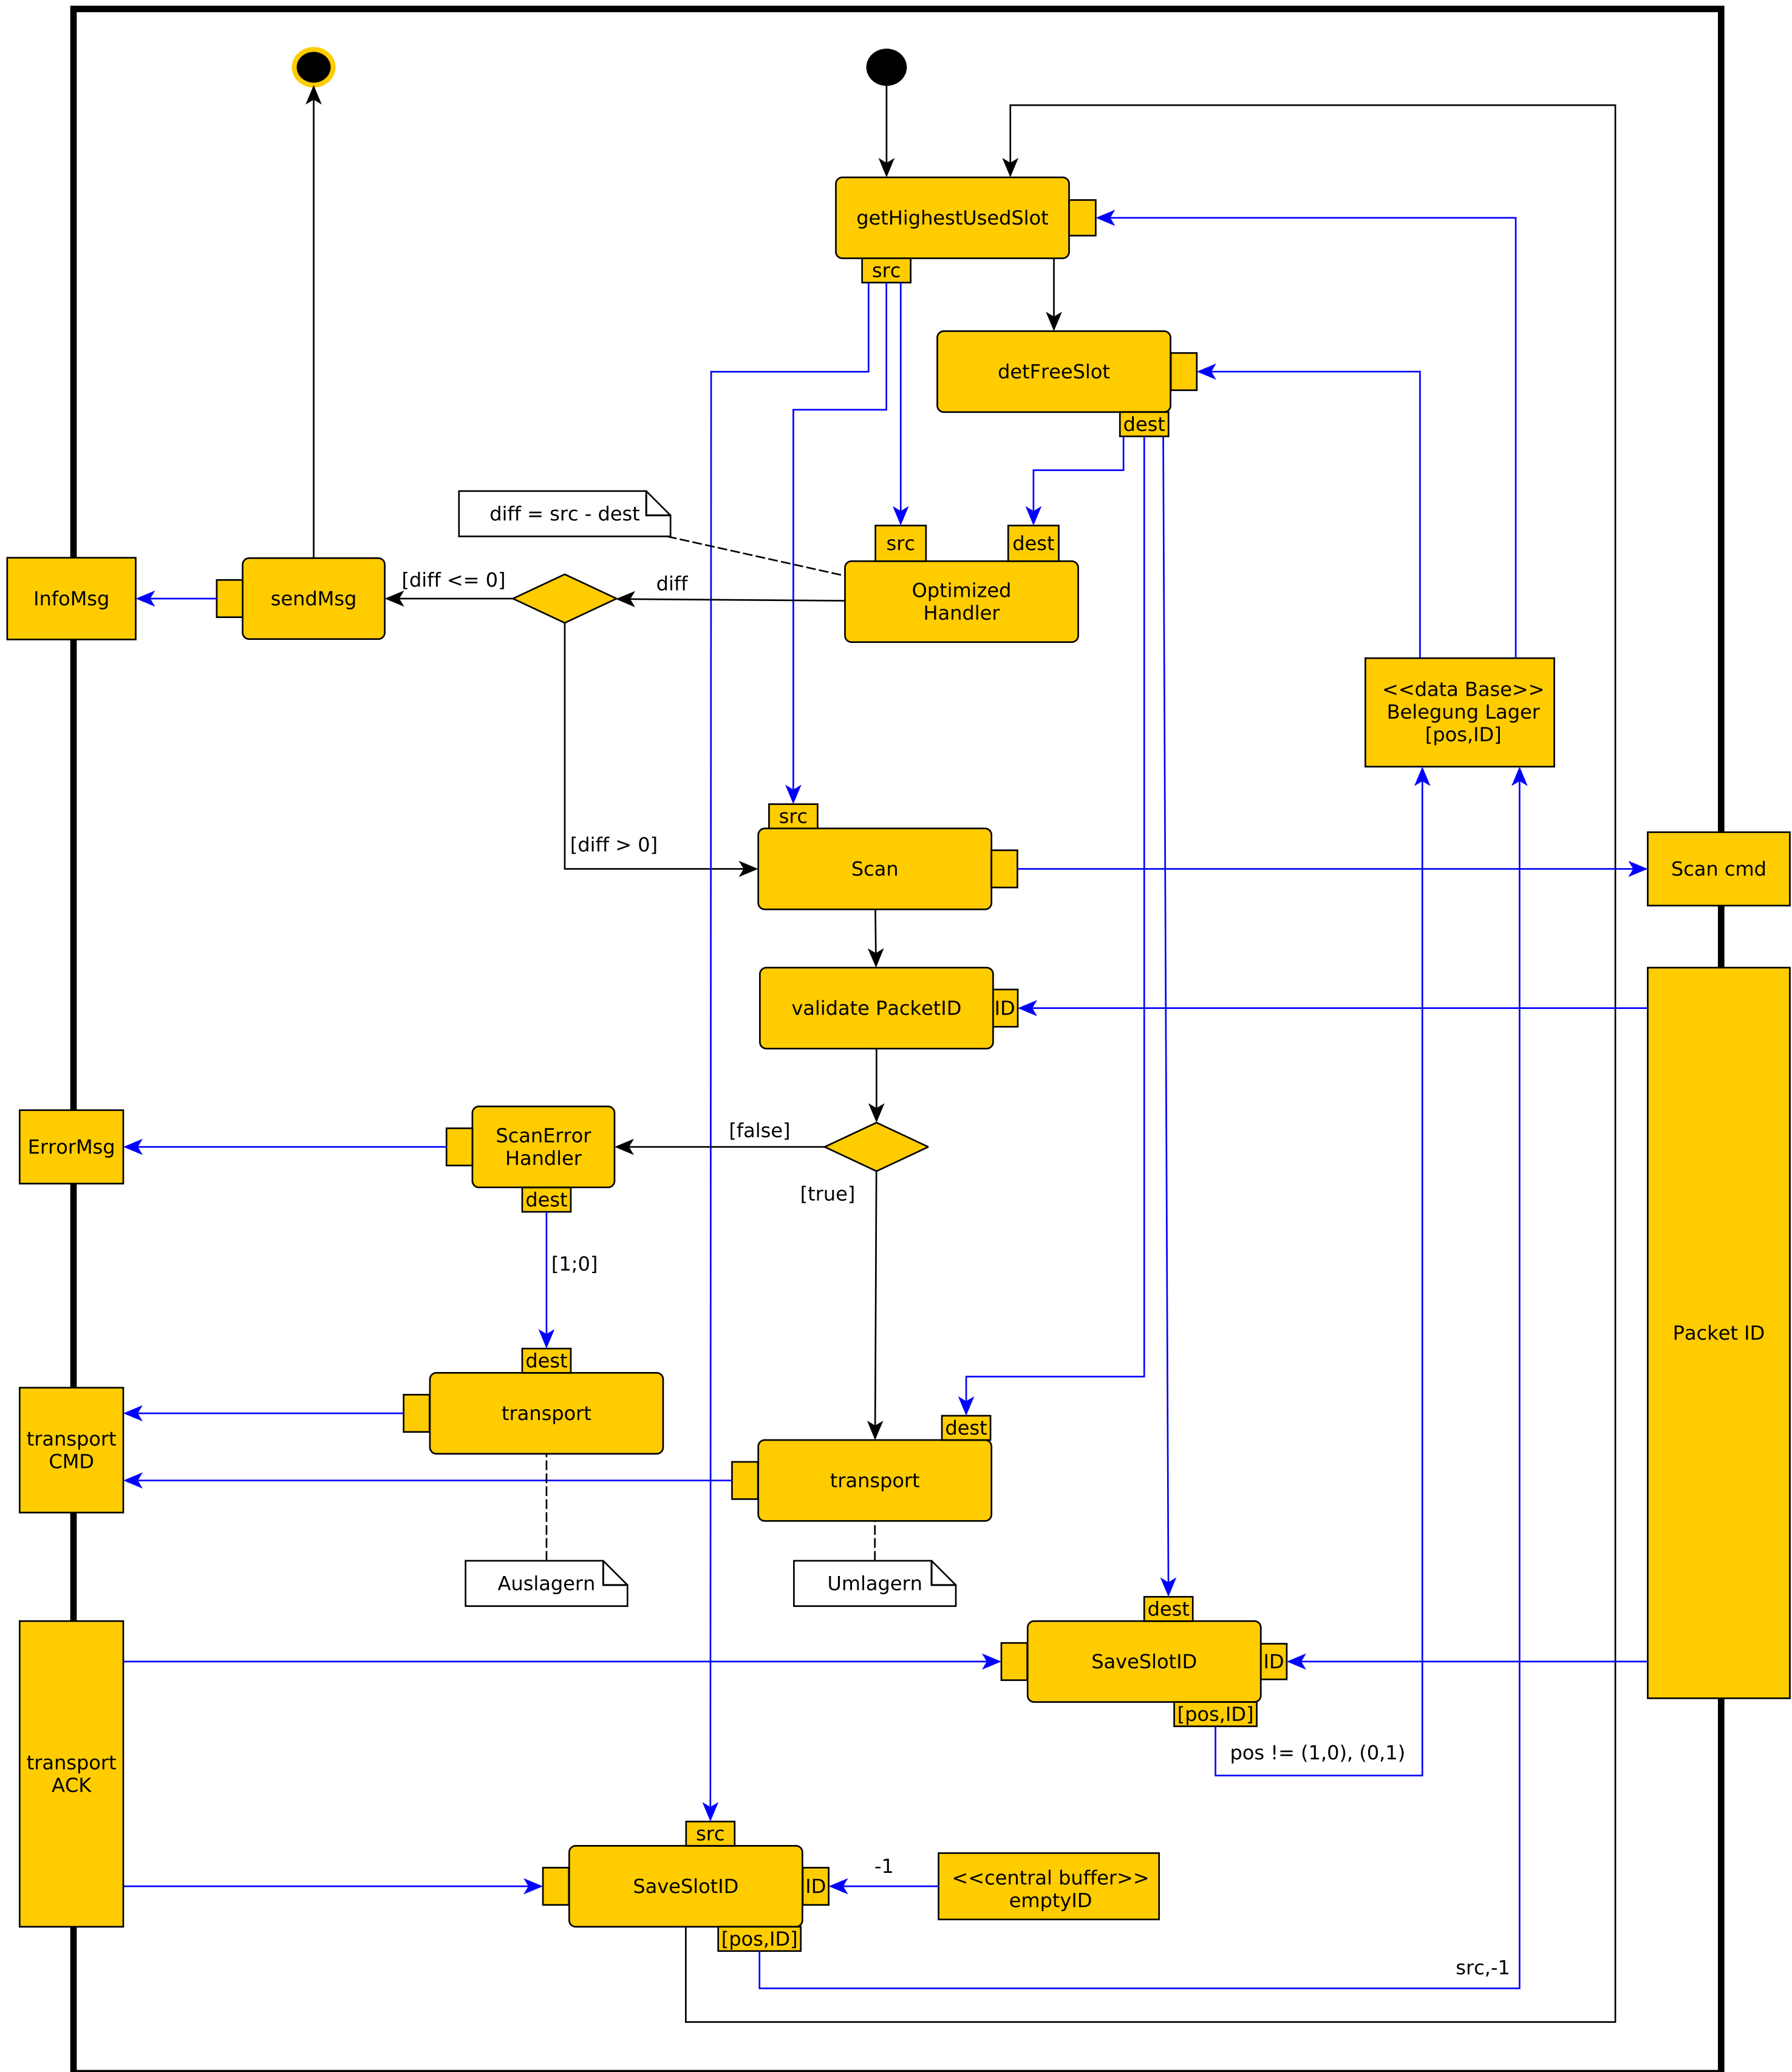 getHighestUsedSlot
src
detFreeSlot
dest
diff = src - dest
src
dest
InfoMsg
sendMsg
[diff <= 0]
diff
Optimized
Handler
<<data Base>>
Belegung Lager
[pos,ID]
src
[diff > 0]
Scan
Scan cmd
validate PacketID
ID
ErrorMsg
ScanError
Handler
[false]
dest
[true]
[1;0]
Packet ID
dest
transport
transport
CMD
dest
transport
Auslagern
Umlagern
dest
SaveSlotID
ID
[pos,ID]
pos != (1,0), (0,1)
transport
ACK
src
SaveSlotID
ID
-1
<<central buffer>>
emptyID
[pos,ID]
src,-1